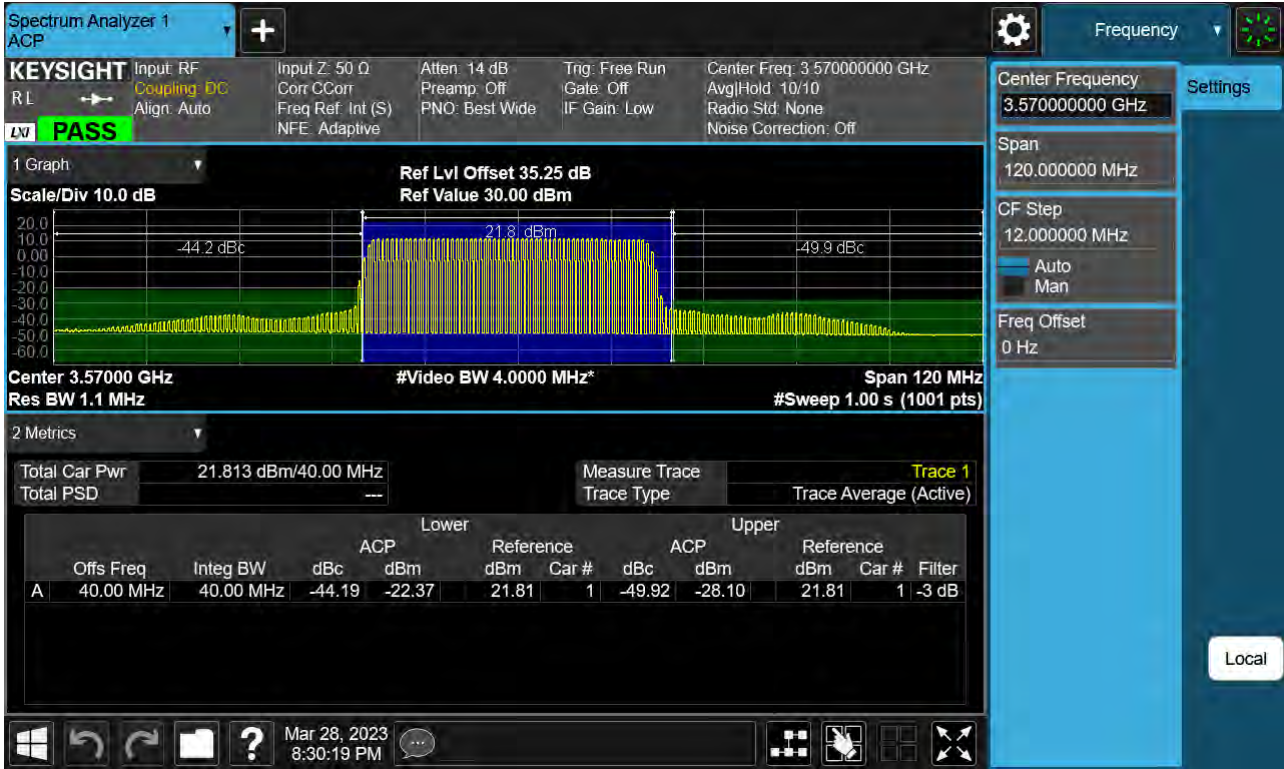 Spectrum Analyzer 1
ACP
Frequency
KEYSIGHT
R L
LXI
PASS
Input: RF
Coupling: DC
Align: Auto
Input Z: 50 Ω
Corr CCorr
Freq Ref: Int (S)
NFE: Adaptive
Atten: 14 dB
Preamp: Off
PNO: Best Wide
Trig: Free Run
Gate: Off
IF Gain: Low
Center Freq: 3.570000000 GHz
Avg|Hold: 10/10
Radio Std: None
Noise Correction: Off
Center Frequency
3.570000000 GHz
Span
120.000000 MHz
CF Step
12.000000 MHz
Auto
Man
Freq Offset
0 Hz
Settings
Local
1 Graph
Scale/Div 10.0 dB
Ref Lvl Offset 35.25 dB
Ref Value 30.00 dBm
20.0
10.0
0.00
-10.0
-20.0
-30.0
-40.0
-50.0
-60.0
-44.2 dBc
21.8 dBm
-49.9 dBc
Center 3.57000 GHz
#Video BW 4.0000 MHz*
Span 120 MHz
Res BW 1.1 MHz
#Sweep 1.00 s (1001 pts)
2 Metrics
Total Car Pwr 21.813 dBm/40.00 MHz
Total PSD ---
Measure Trace Trace 1
Trace Type Trace Average (Active)
Lower Upper
ACP Reference ACP Reference
Offs Freq Integ BW dBc dBm dBm Car # dBc dBm dBm Car # Filter
A 40.00 MHz 40.00 MHz -44.19 -22.37 21.81 1 -49.92 -28.10 21.81 1 -3 dB
Mar 28, 2023
8:30:19 PM